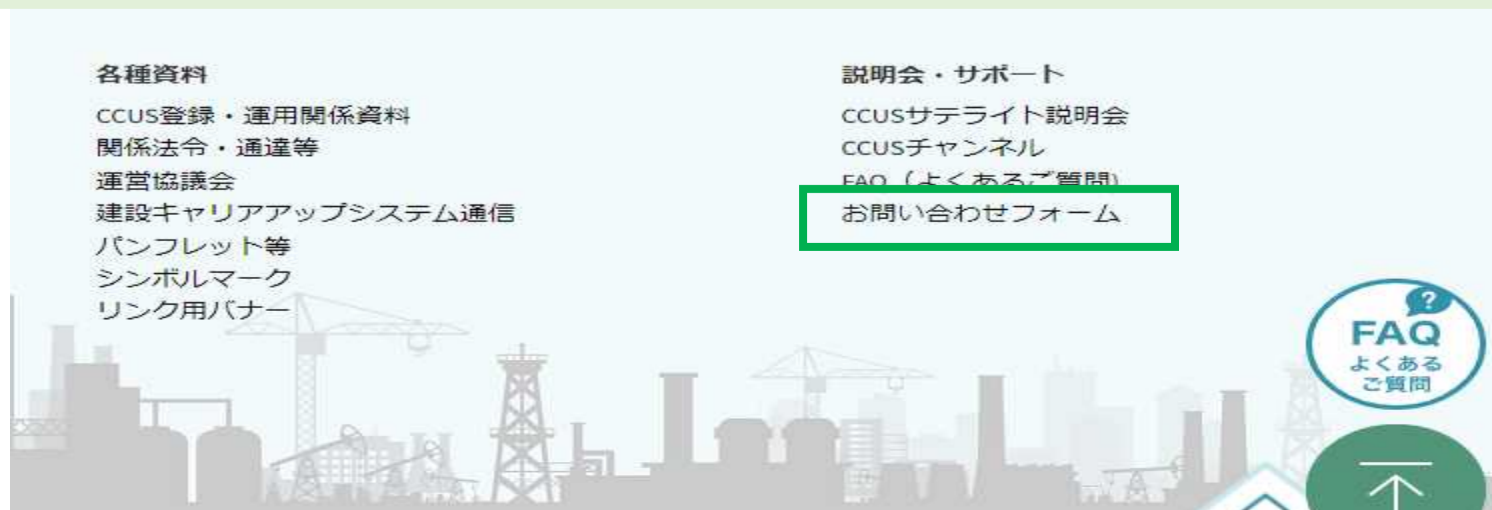 各種資料
CCUS登録・運用関係資料
関係法令・通達等
運営協議会
建設キャリアアップシステム通信
パンフレット等
シンボルマーク
リンク用バナー
説明会・サポート
CCUSサテライト説明会
CCUSチャンネル
FAQ（よくあるご質問）
お問い合わせフォーム
?
FAQ
よくある
ご質問